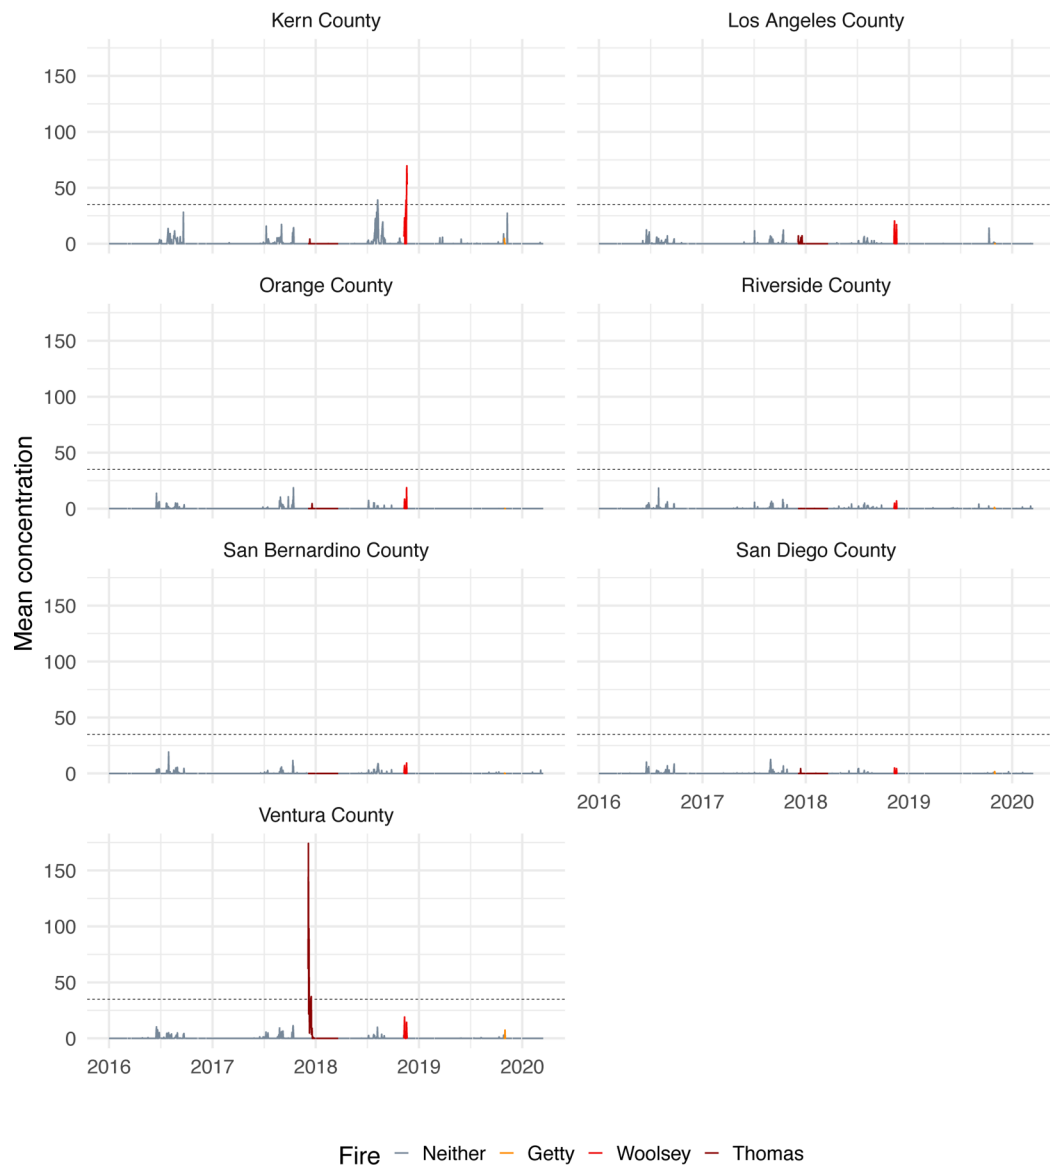 Kern County
Los Angeles County
150
100
50
0
Orange County
Riverside County
150
100
50
0
Mean concentration
San Bernardino County
San Diego County
150
100
50
0
2016 2017 2018 2019 2020
Ventura County
150
100
50
0
2016 2017 2018 2019 2020
Fire Neither Getty Woolsey Thomas